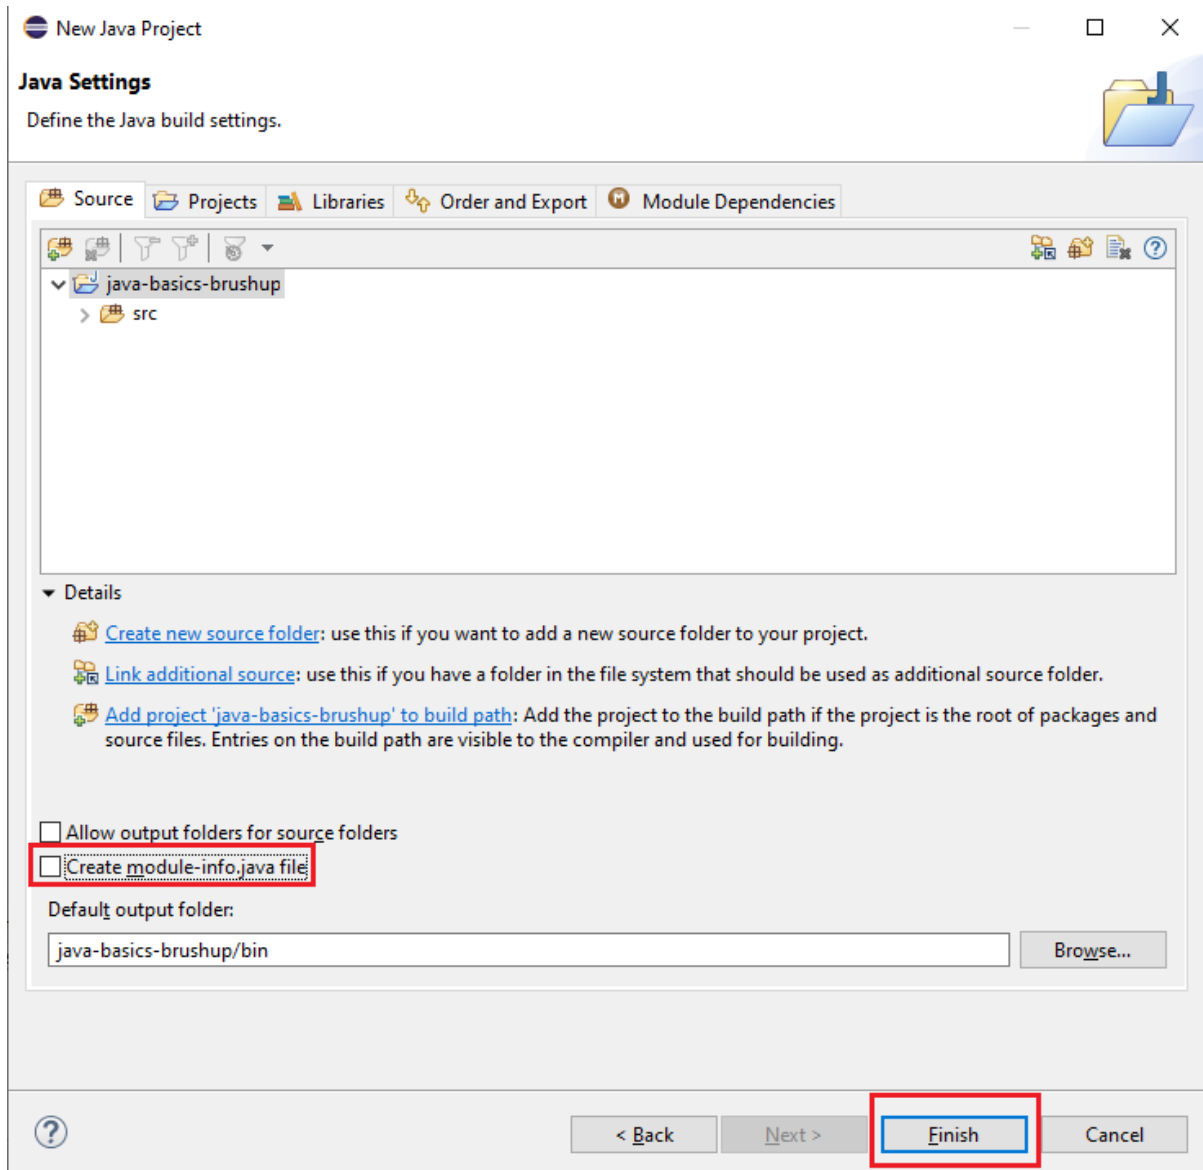 New Java Project
Java Settings
Define the Java build settings.
Source Projects Libraries Order and Export Module Dependencies
java-basics-brushup
src
Details
Create new source folder: use this if you want to add a new source folder to your project.
Link additional source: use this if you have a folder in the file system that should be used as additional source folder.
Add project 'java-basics-brushup' to build path: Add the project to the build path if the project is the root of packages and
source files. Entries on the build path are visible to the compiler and used for building.
Allow output folders for source folders
Create module-info.java file
Default output folder:
java-basics-brushup/bin Browse...
< Back Next > Finish Cancel